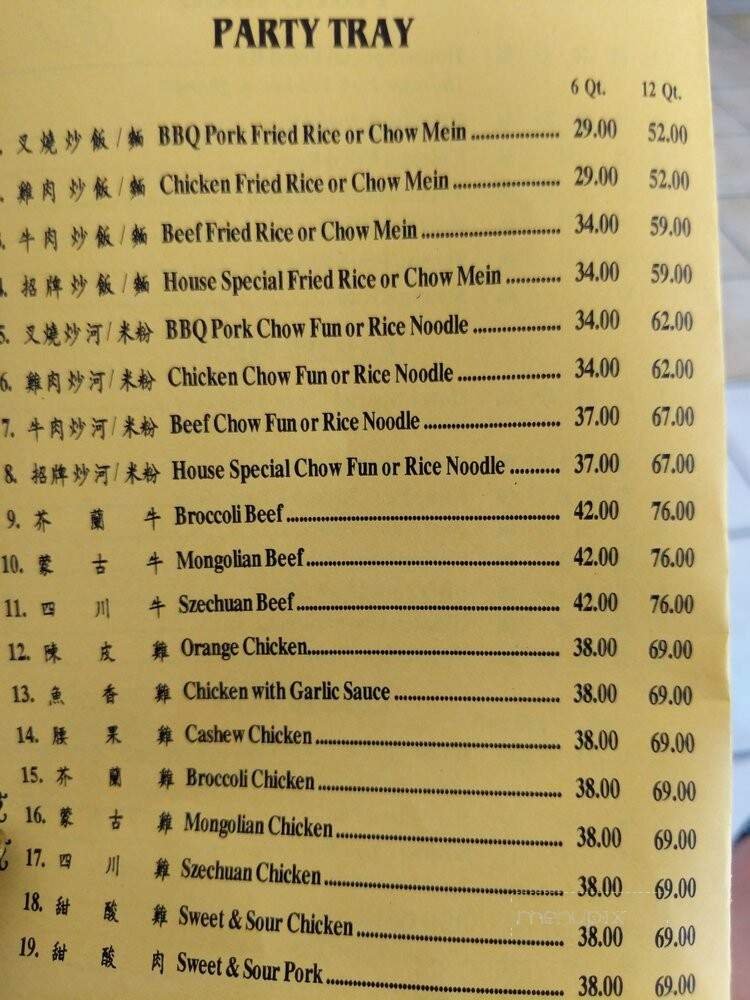 PARTY TRAY
6 Qt. 12 Qt.
. 叉燒炒飯/麵 BBQ Pork Fried Rice or Chow Mein 29.00 52.00
. 雞肉炒飯/麵 Chicken Fried Rice or Chow Mein 29.00 52.00
3. 牛肉炒飯/麵 Beef Fried Rice or Chow Mein 34.00 59.00
4. 招牌炒飯/麵 House Special Fried Rice or Chow Mein 34.00 59.00
5. 叉燒炒河/米粉 BBQ Pork Chow Fun or Rice Noodle 34.00 62.00
6. 雞肉炒河/米粉 Chicken Chow Fun or Rice Noodle 34.00 62.00
7. 牛肉炒河/米粉 Beef Chow Fun or Rice Noodle 37.00 67.00
8. 招牌炒河/米粉 House Special Chow Fun or Rice Noodle 37.00 67.00
9. 芥蘭牛 Broccoli Beef 42.00 76.00
10. 蒙古牛 Mongolian Beef 42.00 76.00
11. 四川牛 Szechuan Beef 42.00 76.00
12. 陳皮雞 Orange Chicken 38.00 69.00
13. 魚香雞 Chicken with Garlic Sauce 38.00 69.00
14. 腰果雞 Cashew Chicken 38.00 69.00
15. 芥蘭雞 Broccoli Chicken 38.00 69.00
16. 蒙古雞 Mongolian Chicken 38.00 69.00
17. 四川雞 Szechuan Chicken 38.00 69.00
18. 甜酸雞 Sweet & Sour Chicken 38.00 69.00
19. 甜酸肉 Sweet & Sour Pork 38.00 69.00
menupix